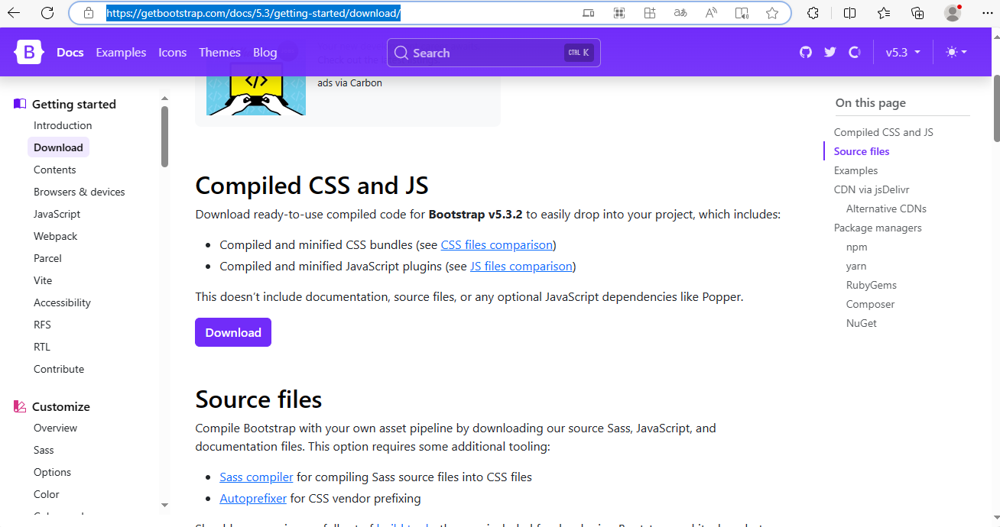 https://getbootstrap.com/docs/5.3/getting-started/download/
B Docs Examples Icons Themes Blog Search CTRL K v5.3
</>
ads via Carbon
Getting started
Introduction
Download
Contents
Browsers & devices
JavaScript
Webpack
Parcel
Vite
Accessibility
RFS
RTL
Contribute
Customize
Overview
Sass
Options
Color
Compiled CSS and JS
Download ready-to-use compiled code for Bootstrap v5.3.2 to easily drop into your project, which includes:
• Compiled and minified CSS bundles (see CSS files comparison)
• Compiled and minified JavaScript plugins (see JS files comparison)
This doesn’t include documentation, source files, or any optional JavaScript dependencies like Popper.
Download
Source files
Compile Bootstrap with your own asset pipeline by downloading our source Sass, JavaScript, and
documentation files. This option requires some additional tooling:
• Sass compiler for compiling Sass source files into CSS files
• Autoprefixer for CSS vendor prefixing
On this page
Compiled CSS and JS
Source files
Examples
CDN via jsDelivr
Alternative CDNs
Package managers
npm
yarn
RubyGems
Composer
NuGet